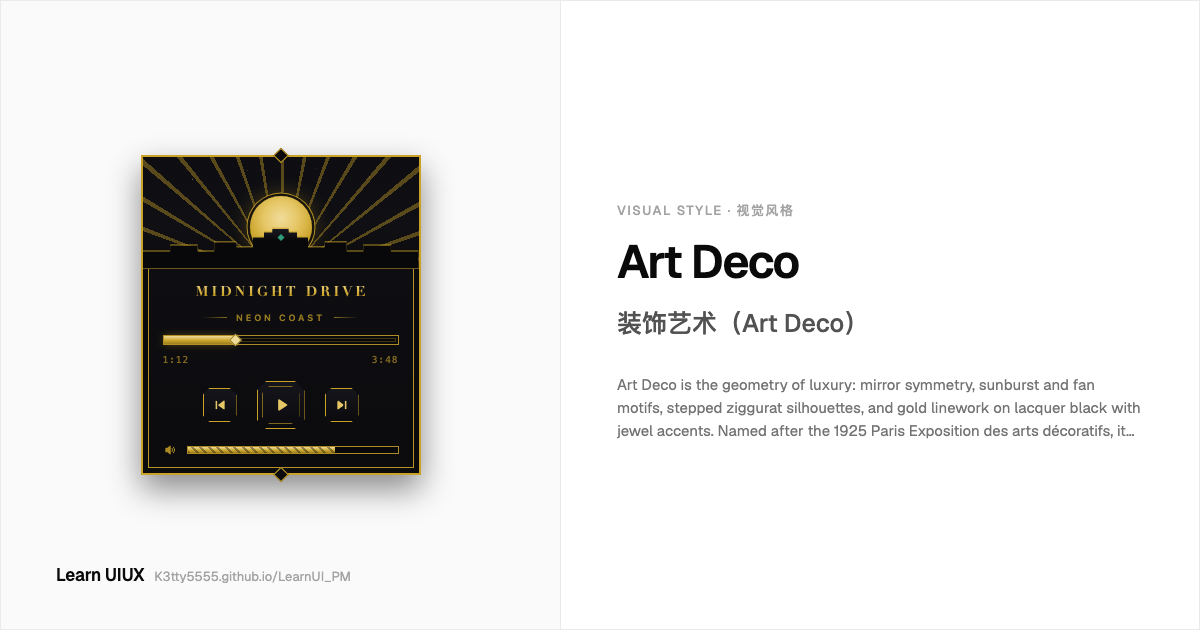 MIDNIGHT DRIVE
NEON COAST
1:12 3:48
Learn UIUX K3tty5555.github.io/LearnUI_PM
VISUAL STYLE · 视觉风格
Art Deco
装饰艺术（Art Deco）
Art Deco is the geometry of luxury: mirror symmetry, sunburst and fan
motifs, stepped ziggurat silhouettes, and gold linework on lacquer black with
jewel accents. Named after the 1925 Paris Exposition des arts décoratifs, it…